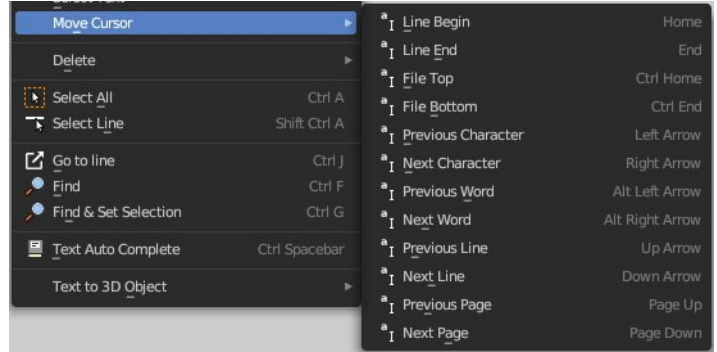 Select Text
Move Cursor
Delete
Select All Ctrl A
Select Line Shift Ctrl A
Go to line Ctrl J
Find Ctrl F
Find & Set Selection Ctrl G
Text Auto Complete Ctrl Spacebar
Text to 3D Object
Line Begin Home
Line End End
File Top Ctrl Home
File Bottom Ctrl End
Previous Character Left Arrow
Next Character Right Arrow
Previous Word Alt Left Arrow
Next Word Alt Right Arrow
Previous Line Up Arrow
Next Line Down Arrow
Previous Page Page Up
Next Page Page Down